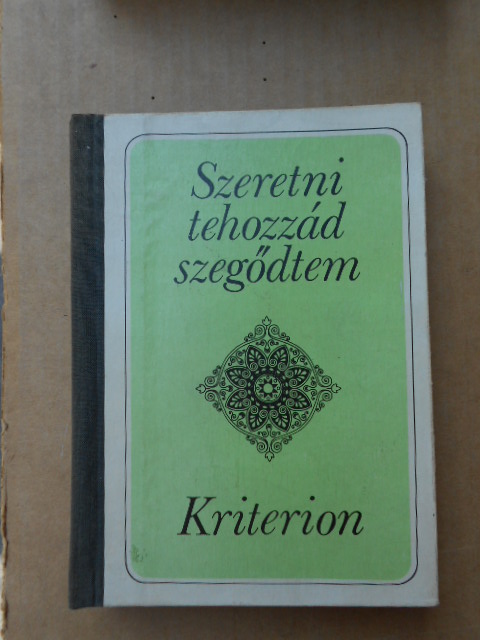 Szeretni
tehozzád
szegődtem
Kriterion